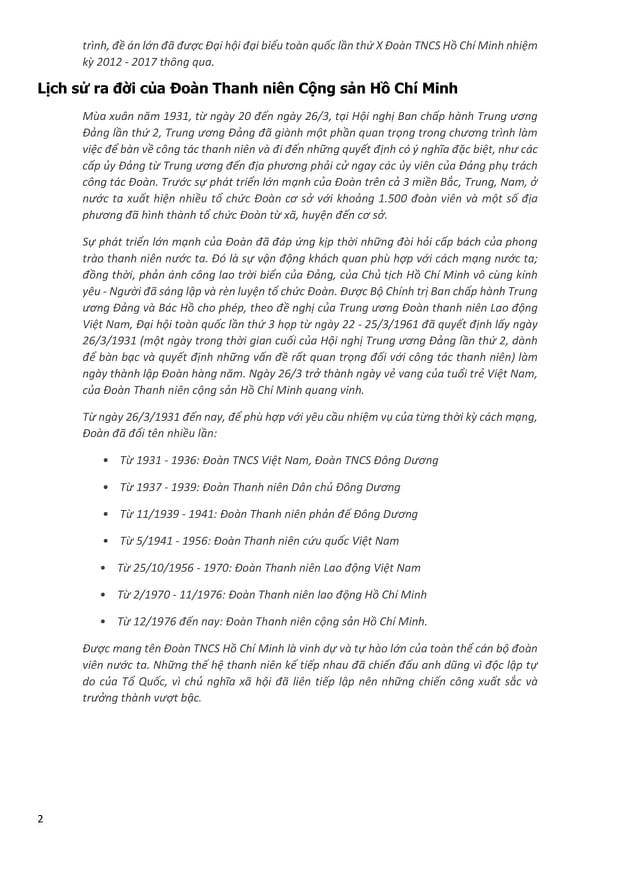 trình, đề án lớn đã được Đại hội đại biểu toàn quốc lần thứ X Đoàn TNCS Hồ Chí Minh nhiệm
kỳ 2012 - 2017 thông qua.
Lịch sử ra đời của Đoàn Thanh niên Cộng sản Hồ Chí Minh
Mùa xuân năm 1931, từ ngày 20 đến ngày 26/3, tại Hội nghị Ban chấp hành Trung ương
Đảng lần thứ 2, Trung ương Đảng đã giành một phần quan trọng trong chương trình làm
việc để bàn về công tác thanh niên và đi đến những quyết định có ý nghĩa đặc biệt, như các
cấp ủy Đảng từ Trung ương đến địa phương phải cử ngay các ủy viên của Đảng phụ trách
công tác Đoàn. Trước sự phát triển lớn mạnh của Đoàn trên cả 3 miền Bắc, Trung, Nam, ở
nước ta xuất hiện nhiều tổ chức Đoàn cơ sở với khoảng 1.500 đoàn viên và một số địa
phương đã hình thành tổ chức Đoàn từ xã, huyện đến cơ sở.
Sự phát triển lớn mạnh của Đoàn đã đáp ứng kịp thời những đòi hỏi cấp bách của phong
trào thanh niên nước ta. Đó là sự vận động khách quan phù hợp với cách mạng nước ta;
đồng thời, phản ánh công lao trời biển của Đảng, của Chủ tịch Hồ Chí Minh vô cùng kính
yêu - Người đã sáng lập và rèn luyện tổ chức Đoàn. Được Bộ Chính trị Ban chấp hành Trung
ương Đảng và Bác Hồ cho phép, theo đề nghị của Trung ương Đoàn thanh niên Lao động
Việt Nam, Đại hội toàn quốc lần thứ 3 họp từ ngày 22 - 25/3/1961 đã quyết định lấy ngày
26/3/1931 (một ngày trong thời gian cuối của Hội nghị Trung ương Đảng lần thứ 2, dành
để bàn bạc và quyết định những vấn đề rất quan trọng đối với công tác thanh niên) làm
ngày thành lập Đoàn hàng năm. Ngày 26/3 trở thành ngày vẻ vang của tuổi trẻ Việt Nam,
của Đoàn Thanh niên cộng sản Hồ Chí Minh quang vinh.
Từ ngày 26/3/1931 đến nay, để phù hợp với yêu cầu nhiệm vụ của từng thời kỳ cách mạng,
Đoàn đã đổi tên nhiều lần:
• Từ 1931 - 1936: Đoàn TNCS Việt Nam, Đoàn TNCS Đông Dương
• Từ 1937 - 1939: Đoàn Thanh niên Dân chủ Đông Dương
• Từ 11/1939 - 1941: Đoàn Thanh niên phản đế Đông Dương
• Từ 5/1941 - 1956: Đoàn Thanh niên cứu quốc Việt Nam
• Từ 25/10/1956 - 1970: Đoàn Thanh niên Lao động Việt Nam
• Từ 2/1970 - 11/1976: Đoàn Thanh niên lao động Hồ Chí Minh
• Từ 12/1976 đến nay: Đoàn Thanh niên cộng sản Hồ Chí Minh.
Được mang tên Đoàn TNCS Hồ Chí Minh là vinh dự và tự hào lớn của toàn thể cán bộ đoàn
viên nước ta. Những thế hệ thanh niên kế tiếp nhau đã chiến đấu anh dũng vì độc lập tự
do của Tổ Quốc, vì chủ nghĩa xã hội đã liên tiếp lập nên những chiến công xuất sắc và
trưởng thành vượt bậc.
2